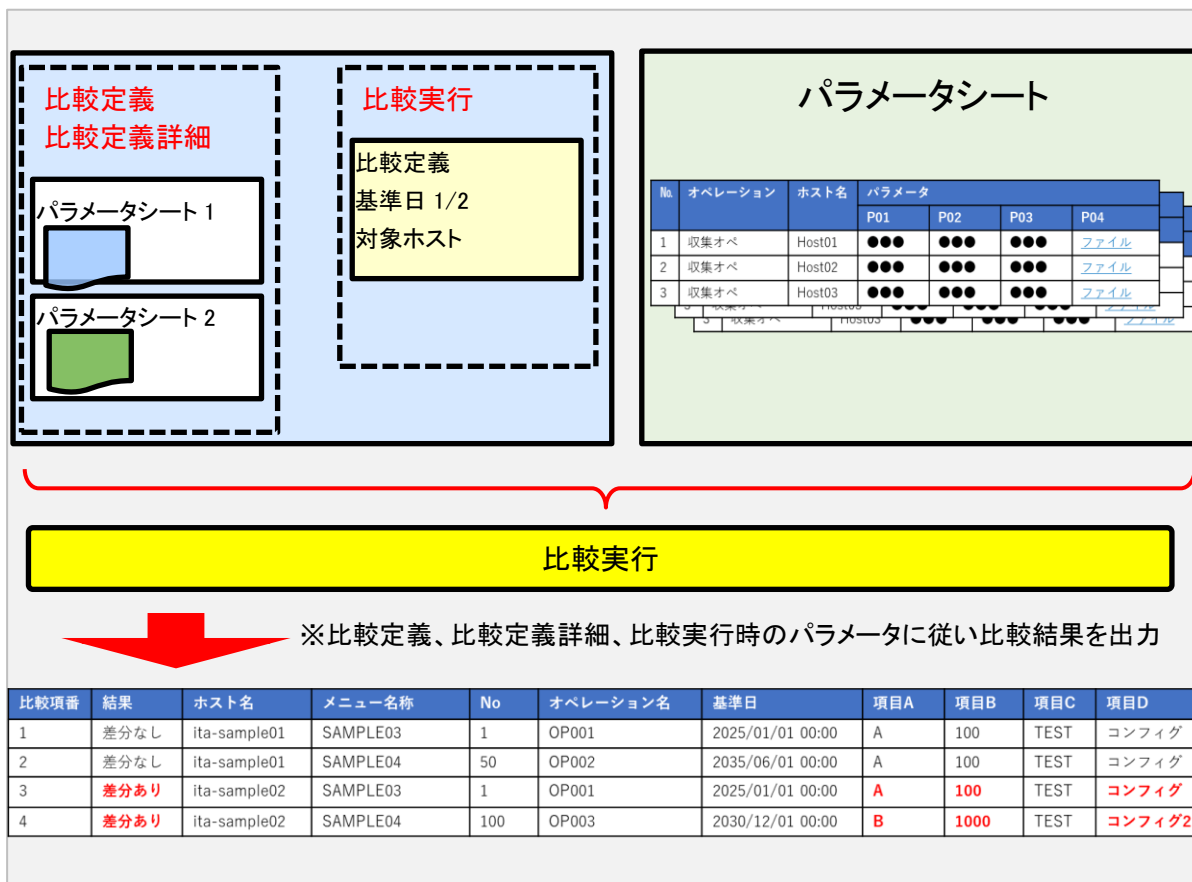 比較定義
比較定義詳細
パラメータシート 1
パラメータシート 2
比較実行
比較定義
基準日 1/2
対象ホスト
パラメータシート
No. オペレーション ホスト名 パラメータ
P01 P02 P03 P04
1 収集オペ Host01 ●●● ●●● ●●● ファイル
2 収集オペ Host02 ●●● ●●● ●●● ファイル
3 収集オペ Host03 ●●● ●●● ●●● ファイル
3 収集オペ Host03 ●●● ●●● ●●● ファイル
比較実行
※比較定義、比較定義詳細、比較実行時のパラメータに従い比較結果を出力
比較項番 結果 ホスト名 メニュー名称 No オペレーション名 基準日 項目A 項目B 項目C 項目D
1 差分なし ita-sample01 SAMPLE03 1 OP001 2025/01/01 00:00 A 100 TEST コンフィグ
2 差分なし ita-sample01 SAMPLE04 50 OP002 2035/06/01 00:00 A 100 TEST コンフィグ
3 差分あり ita-sample02 SAMPLE03 1 OP001 2025/01/01 00:00 A 100 TEST コンフィグ
4 差分あり ita-sample02 SAMPLE04 100 OP003 2030/12/01 00:00 B 1000 TEST コンフィグ2